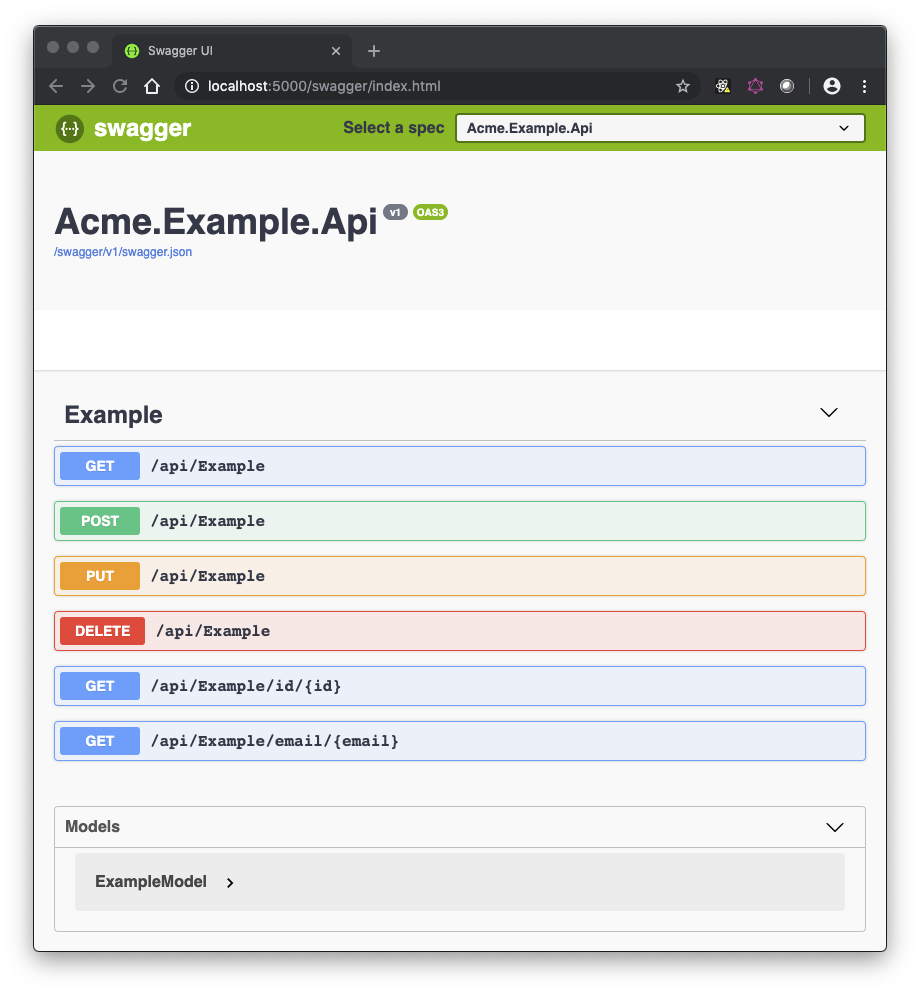 Swagger UI
localhost:5000/swagger/index.html
{··} swagger
Select a spec
Acme.Example.Api
Acme.Example.Api v1 OAS3
/swagger/v1/swagger.json
Example
GET /api/Example
POST /api/Example
PUT /api/Example
DELETE /api/Example
GET /api/Example/id/{id}
GET /api/Example/email/{email}
Models
ExampleModel